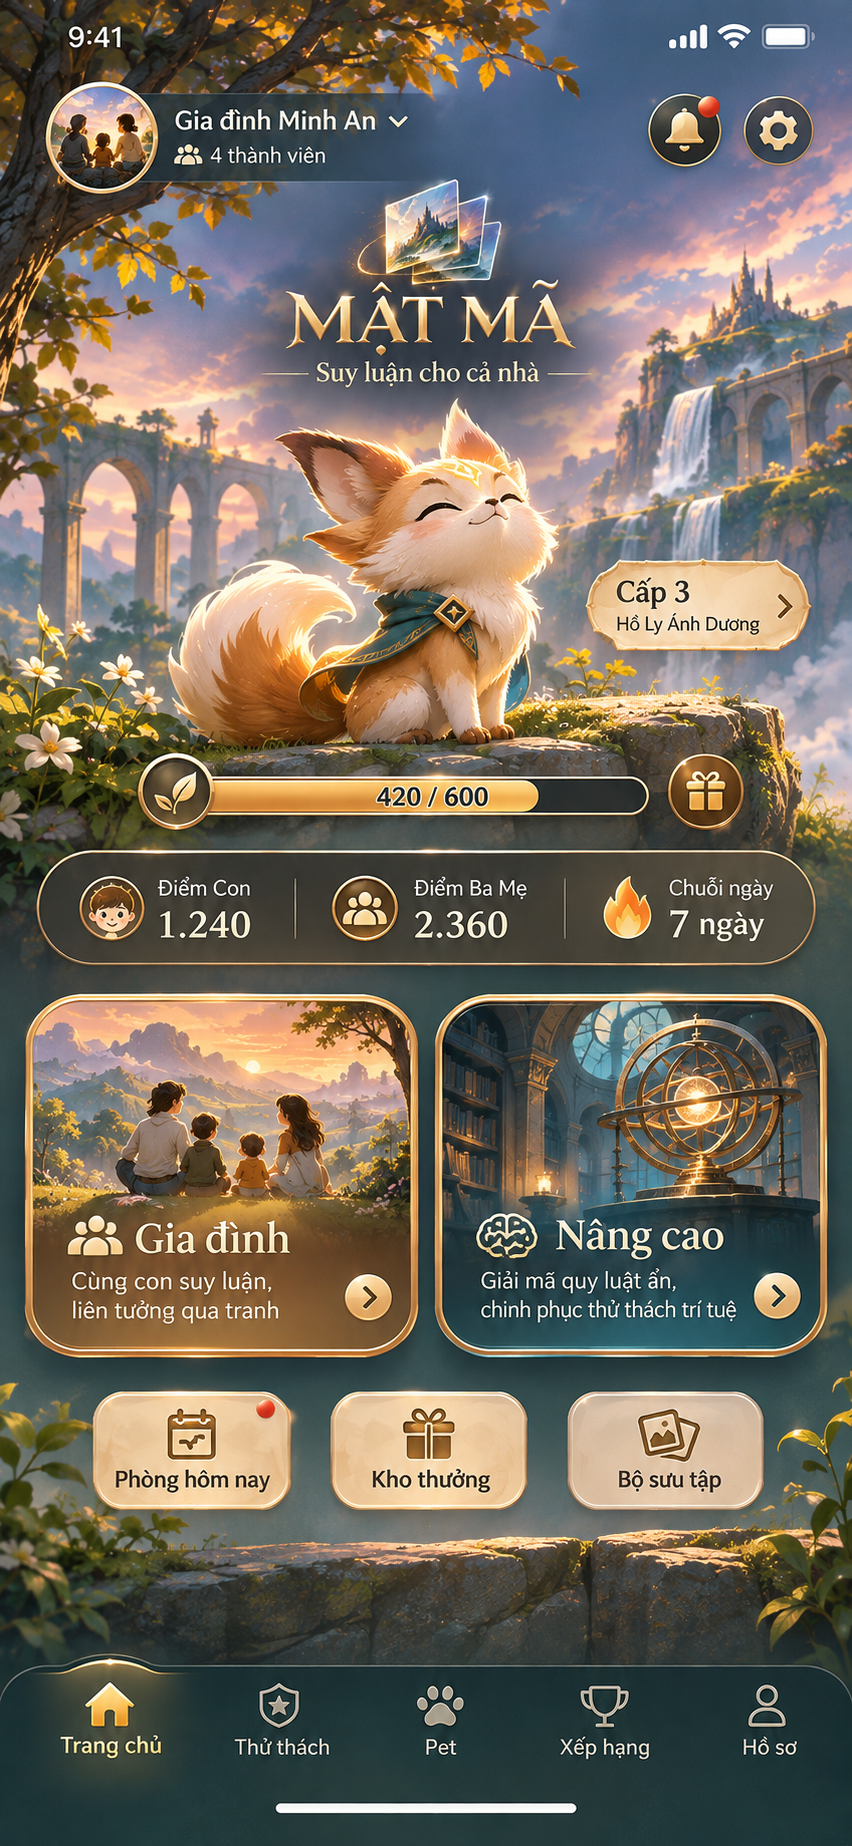 9:41
Gia đình Minh An
4 thành viên
MẬT MÃ
Suy luận cho cả nhà
Cấp 3
Hồ Ly Ánh Dương
420 / 600
Điểm Con
1.240
Điểm Ba Mẹ
2.360
Chuỗi ngày
7 ngày
Gia đình
Cùng con suy luận,
liên tưởng qua tranh
Nâng cao
Giải mã quy luật ẩn,
chinh phục thử thách trí tuệ
Phòng hôm nay
Kho thưởng
Bộ sưu tập
Trang chủ
Thử thách
Pet
Xếp hạng
Hồ sơ